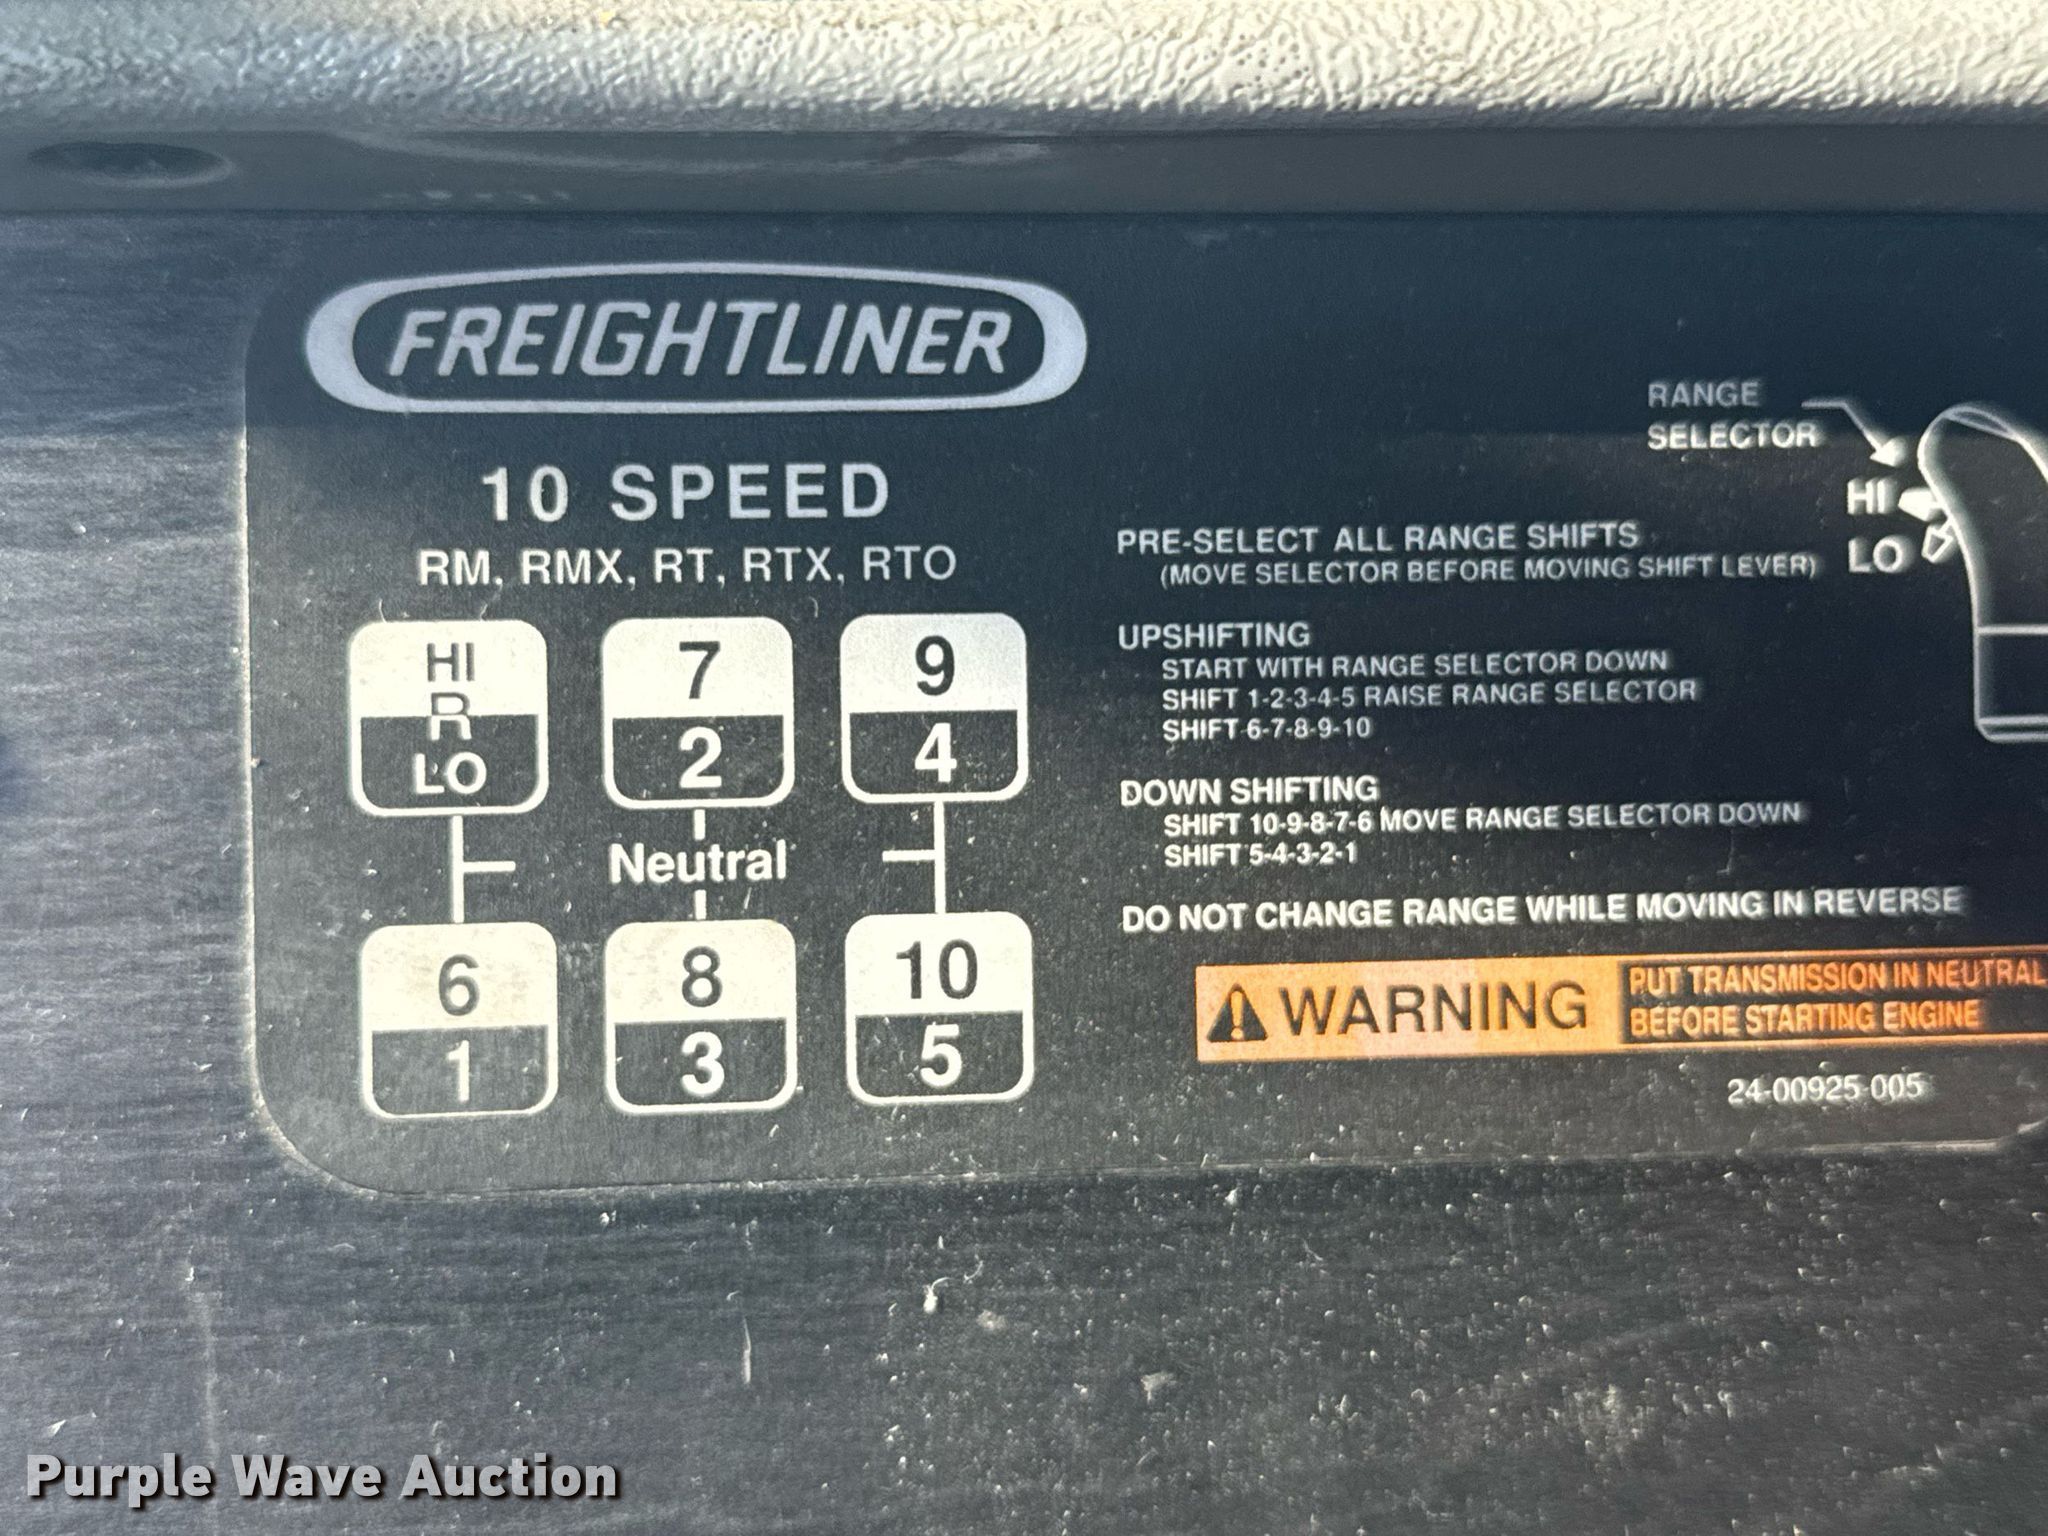 FREIGHTLINER
10 SPEED
RM, RMX, RT, RTX, RTO
HI
R
LO
7
2
9
4
Neutral
6
1
8
3
10
5
RANGE
SELECTOR
HI
LO
PRE-SELECT ALL RANGE SHIFTS
(MOVE SELECTOR BEFORE MOVING SHIFT LEVER)
UPSHIFTING
START WITH RANGE SELECTOR DOWN
SHIFT 1-2-3-4-5 RAISE RANGE SELECTOR
SHIFT 6-7-8-9-10
DOWN SHIFTING
SHIFT 10-9-8-7-6 MOVE RANGE SELECTOR DOWN
SHIFT 5-4-3-2-1
DO NOT CHANGE RANGE WHILE MOVING IN REVERSE
WARNING
PUT TRANSMISSION IN NEUTRAL
BEFORE STARTING ENGINE
24-00925-005
Purple Wave Auction